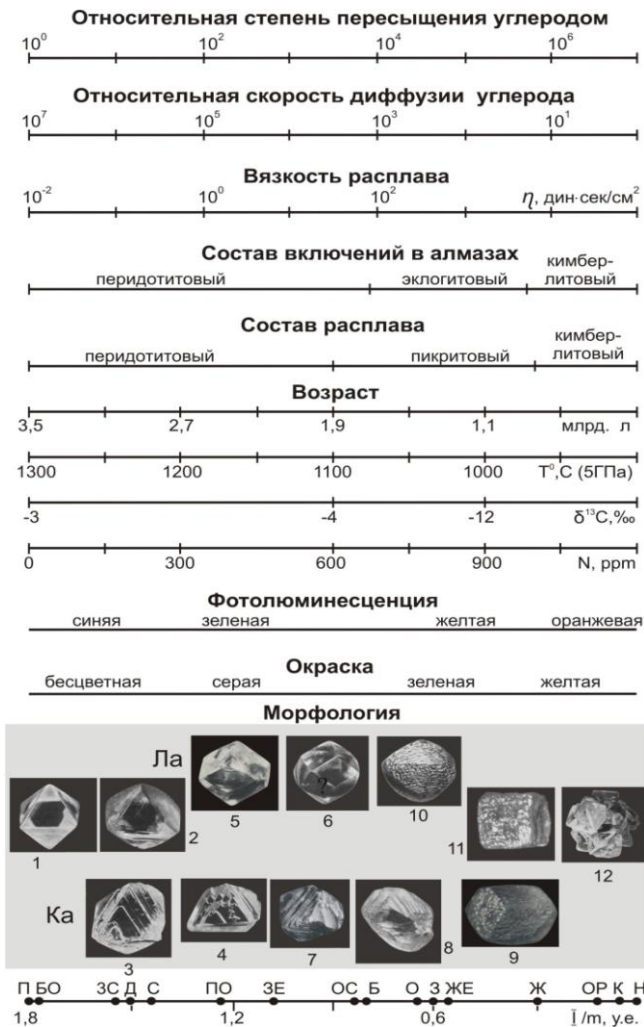 Относительная степень пересыщения углеродом
10⁰ 10² 10⁴ 10⁶
Относительная скорость диффузии углерода
10⁷ 10⁵ 10³ 10¹
Вязкость расплава
10⁻² 10⁰ 10² η, дин·сек/см²
Состав включений в алмазах
перидотитовый эклогитовый кимбер-
литовый
Состав расплава
перидотитовый пикритовый кимбер-
литовый
Возраст
3,5 2,7 1,9 1,1 млрд. л
1300 1200 1100 1000 T⁰,C (5ГПа)
-3 -4 -12 δ¹³C,‰
0 300 600 900 N, ppm
Фотолюминесценция
синяя зеленая желтая оранжевая
Окраска
бесцветная серая зеленая желтая
Морфология
Ла
?
1 2 5 6 10 11 12
Ка
3 4 7 8 9
П БО ЗС Д С ПО ЗЕ ОС Б О З ЖЕ Ж ОР К Н
1,8 1,2 0,6 Ī /m, у.е.